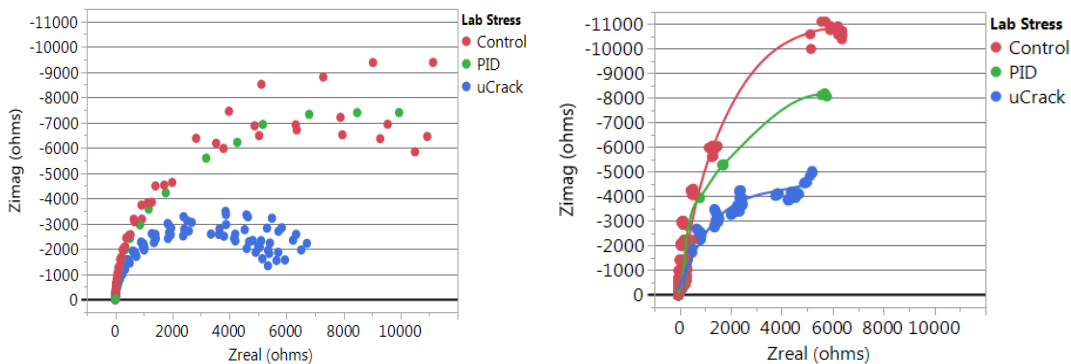 -11000
-10000
-9000
-8000
-7000
-6000
-5000
-4000
-3000
-2000
-1000
0
Zimag (ohms)
0 2000 4000 6000 8000 10000
Zreal (ohms)
Lab Stress
Control
PID
uCrack
-11000
-10000
-9000
-8000
-7000
-6000
-5000
-4000
-3000
-2000
-1000
0
Zimag (ohms)
0 2000 4000 6000 8000 10000
Zreal (ohms)
Lab Stress
Control
PID
uCrack